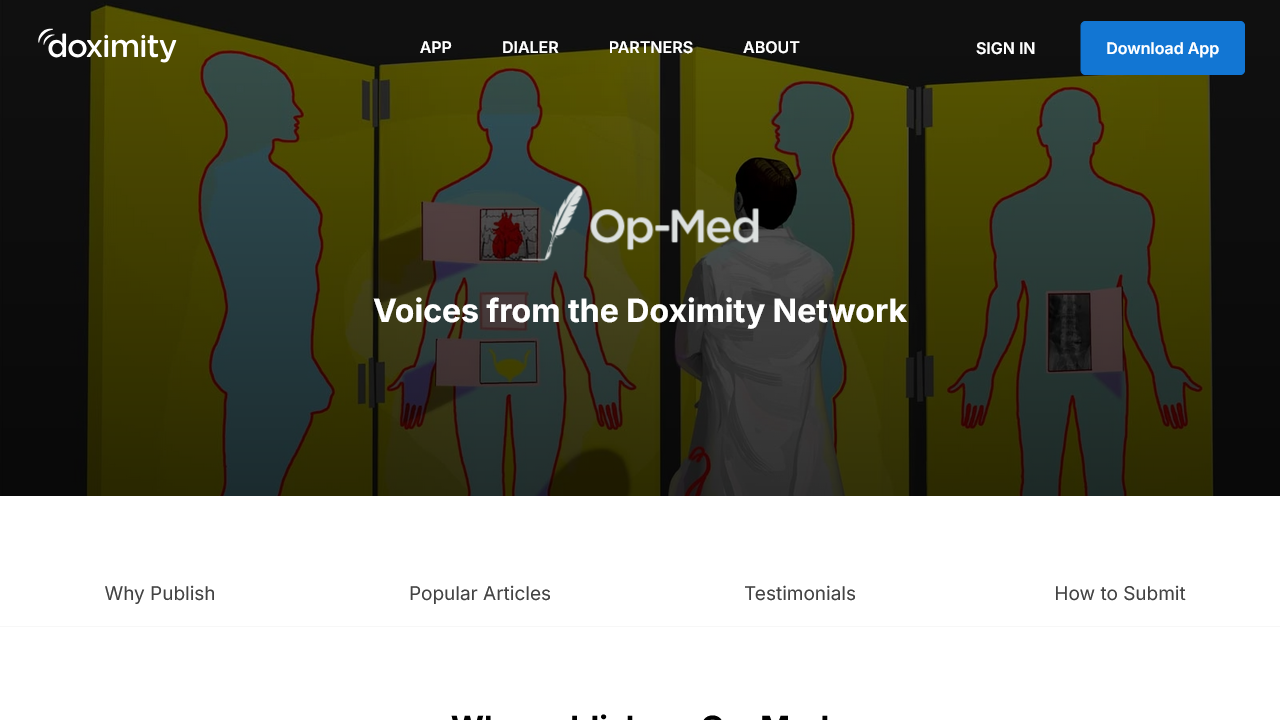 doximity
APP
DIALER
PARTNERS
ABOUT
SIGN IN
Download App
Op-Med
Voices from the Doximity Network
Why Publish
Popular Articles
Testimonials
How to Submit